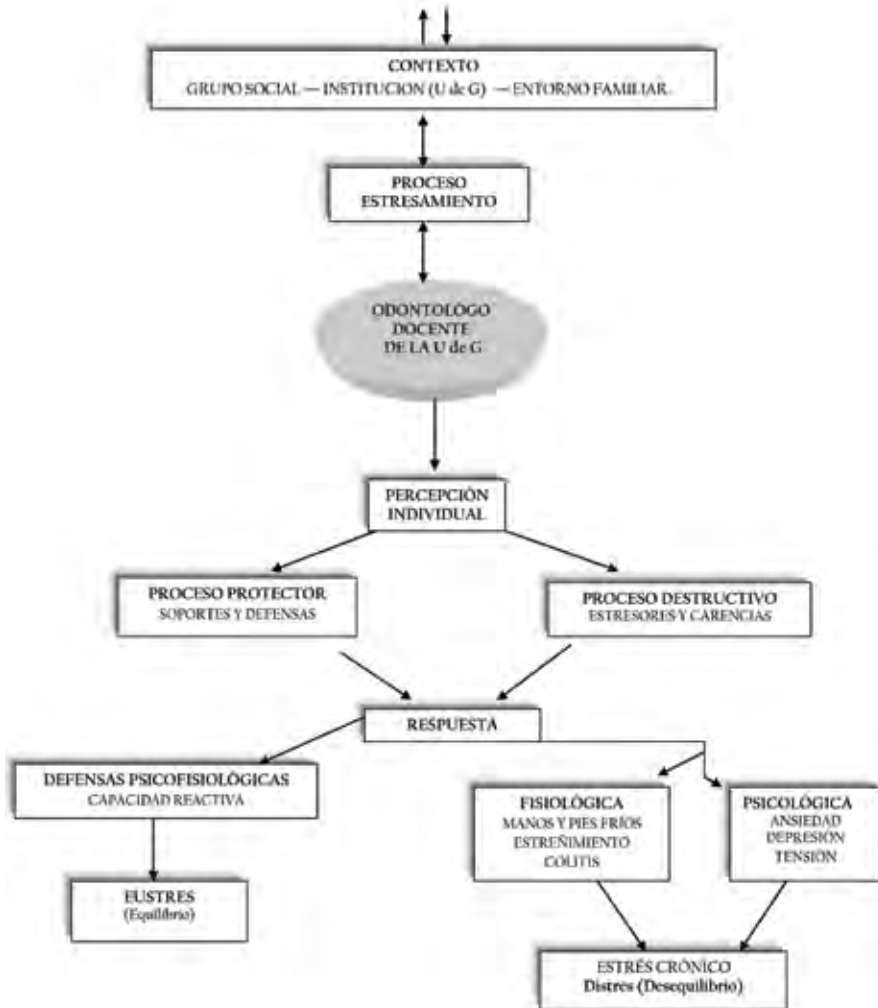 CONTEXTO
GRUPO SOCIAL — INSTITUCION (U de G) — ENTORNO FAMILIAR
PROCESO
ESTRESAMIENTO
ODONTOLÓGO
DOCENTE
DE LA U de G
PERCEPCIÓN
INDIVIDUAL
PROCESO PROTECTOR
SOPORTES Y DEFENSAS
PROCESO DESTRUCTIVO
ESTRESORES Y CARENCIAS
RESPUESTA
DEFENSAS PSICOFISIOLÓGICAS
CAPACIDAD REACTIVA
FISIOLÓGICA
MANOS Y PIES FRÍOS
ESTREÑIMIENTO
COLITIS
PSICOLÓGICA
ANSIEDAD
DEPRESIÓN
TENSIÓN
EUSTRES
(Equilibrio)
ESTRÉS CRÓNICO
Distres (Desequilibrio)